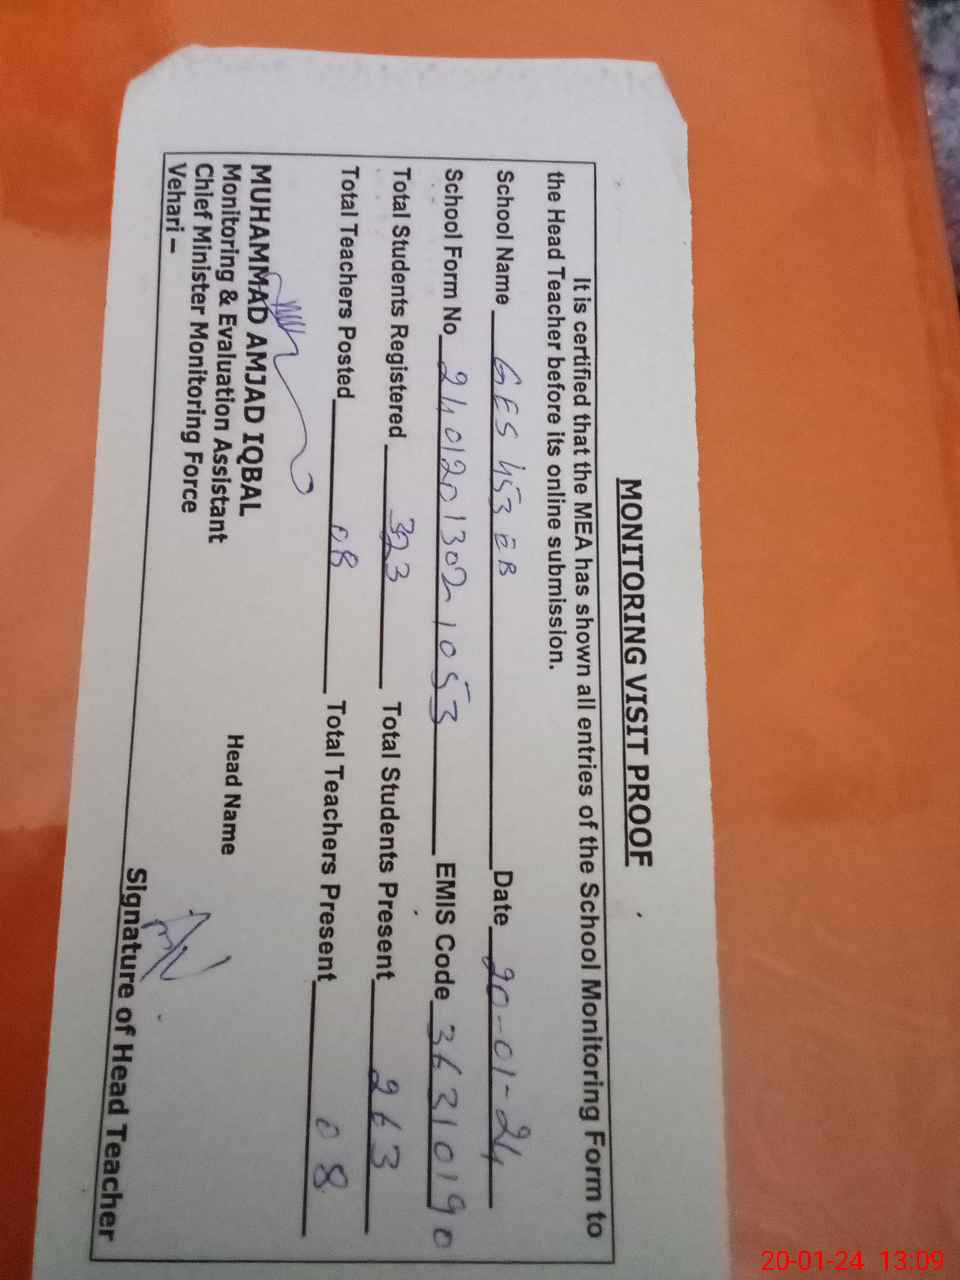 MONITORING VISIT PROOF
It is certified that the MEA has shown all entries of the School Monitoring Form to
the Head Teacher before its online submission.
School Name GES 453 EB Date 20-01-24
School Form No 2401201302 1053 EMIS Code 36310190
Total Students Registered 323 Total Students Present 263
Total Teachers Posted 08 Total Teachers Present 08
MUHAMMAD AMJAD IQBAL
Monitoring & Evaluation Assistant Head Name
Chief Minister Monitoring Force
Vehari –
Signature of Head Teacher
20-01-24 13:09